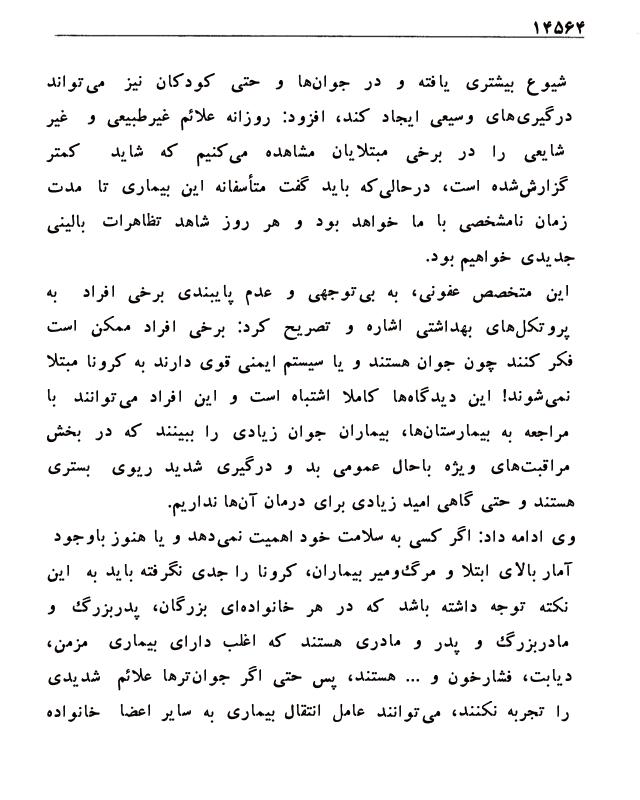 ۱۴۵۶۴
شیوع بیشتری یافته و در جوان‌ها و حتی کودکان نیز می‌تواند
درگیری‌های وسیعی ایجاد کند، افزود: روزانه علائم غیرطبیعی و غیر
شایعی را در برخی مبتلایان مشاهده می‌کنیم که شاید کمتر
گزارش‌شده است، درحالی‌که باید گفت متأسفانه این بیماری تا مدت
زمان نامشخصی با ما خواهد بود و هر روز شاهد تظاهرات بالینی
جدیدی خواهیم بود.
این متخصص عفونی، به بی‌توجهی و عدم پایبندی برخی افراد به
پروتکل‌های بهداشتی اشاره و تصریح کرد: برخی افراد ممکن است
فکر کنند چون جوان هستند و یا سیستم ایمنی قوی دارند به کرونا مبتلا
نمی‌شوند! این دیدگاه‌ها کاملا اشتباه است و این افراد می‌توانند با
مراجعه به بیمارستان‌ها، بیماران جوان زیادی را ببینند که در بخش
مراقبت‌های ویژه باحال عمومی بد و درگیری شدید ریوی بستری
هستند و حتی گاهی امید زیادی برای درمان آن‌ها نداریم.
وی ادامه داد: اگر کسی به سلامت خود اهمیت نمی‌دهد و یا هنوز باوجود
آمار بالای ابتلا و مرگ‌ومیر بیماران، کرونا را جدی نگرفته باید به این
نکته توجه داشته باشد که در هر خانواده‌ای بزرگان، پدربزرگ و
مادربزرگ و پدر و مادری هستند که اغلب دارای بیماری مزمن،
دیابت، فشارخون و ... هستند، پس حتی اگر جوان‌ترها علائم شدیدی
را تجربه نکنند، می‌توانند عامل انتقال بیماری به سایر اعضا خانواده